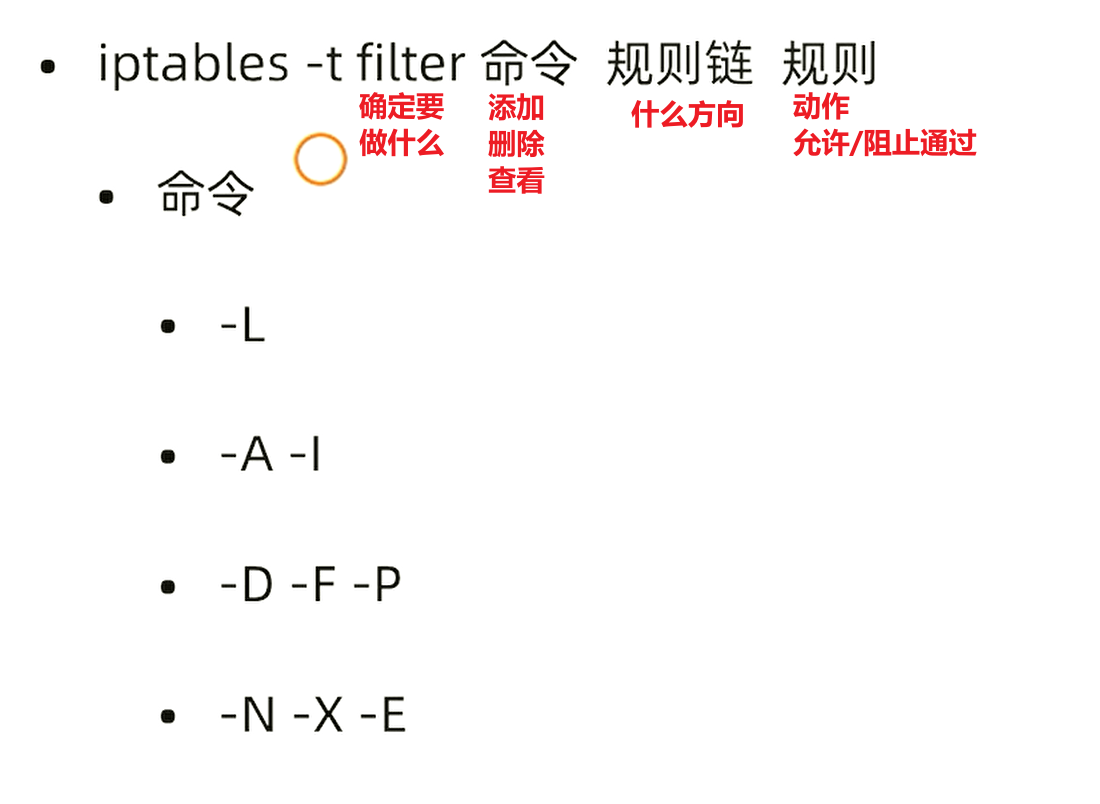 iptables -t filter 命令 规则链 规则
确定要
做什么
添加
删除
查看
什么方向
动作
允许/阻止通过
命令
-L
-A -I
-D -F -P
-N -X -E